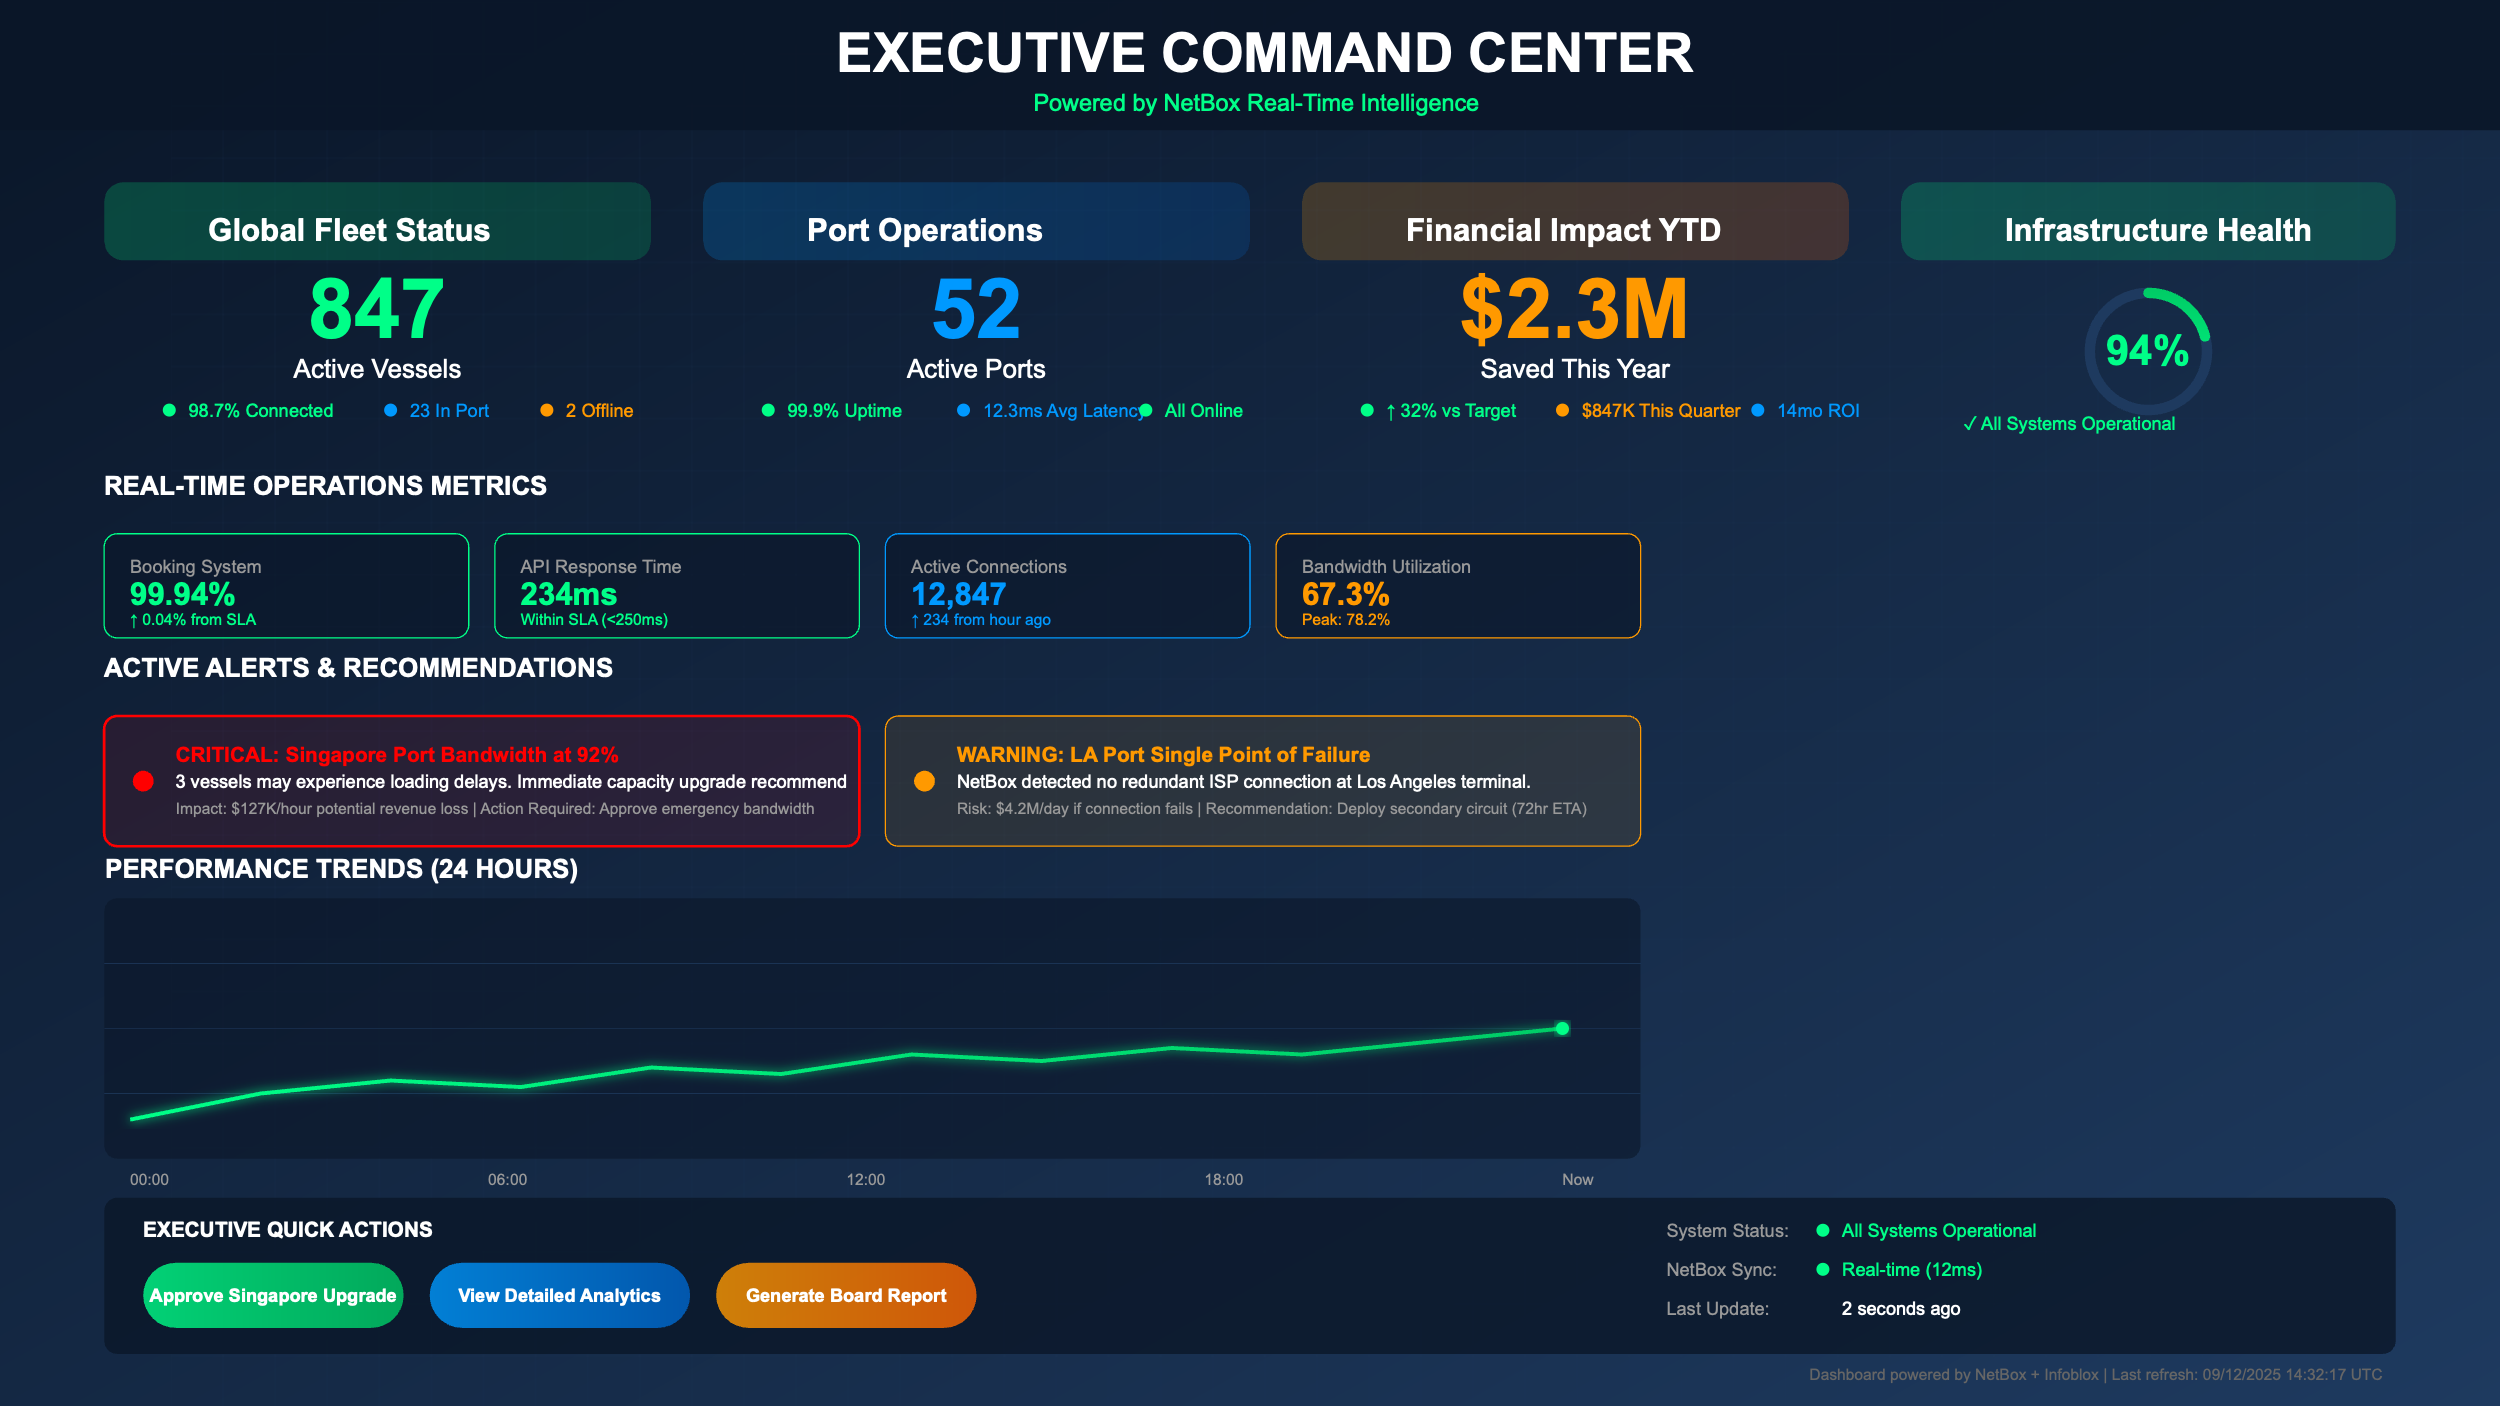 EXECUTIVE COMMAND CENTER
Powered by NetBox Real-Time Intelligence
Global Fleet Status
847
Active Vessels
98.7% Connected
23 In Port
2 Offline
Port Operations
52
Active Ports
99.9% Uptime
12.3ms Avg Latency
All Online
Financial Impact YTD
$2.3M
Saved This Year
↑ 32% vs Target
$847K This Quarter
14mo ROI
Infrastructure Health
94%
✓ All Systems Operational
REAL-TIME OPERATIONS METRICS
Booking System
99.94%
↑ 0.04% from SLA
API Response Time
234ms
Within SLA (<250ms)
Active Connections
12,847
↑ 234 from hour ago
Bandwidth Utilization
67.3%
Peak: 78.2%
ACTIVE ALERTS & RECOMMENDATIONS
CRITICAL: Singapore Port Bandwidth at 92%
3 vessels may experience loading delays. Immediate capacity upgrade recommend
Impact: $127K/hour potential revenue loss | Action Required: Approve emergency bandwidth
WARNING: LA Port Single Point of Failure
NetBox detected no redundant ISP connection at Los Angeles terminal.
Risk: $4.2M/day if connection fails | Recommendation: Deploy secondary circuit (72hr ETA)
PERFORMANCE TRENDS (24 HOURS)
00:00
06:00
12:00
18:00
Now
EXECUTIVE QUICK ACTIONS
Approve Singapore Upgrade
View Detailed Analytics
Generate Board Report
System Status:
All Systems Operational
NetBox Sync:
Real-time (12ms)
Last Update:
2 seconds ago
Dashboard powered by NetBox + Infoblox | Last refresh: 09/12/2025 14:32:17 UTC